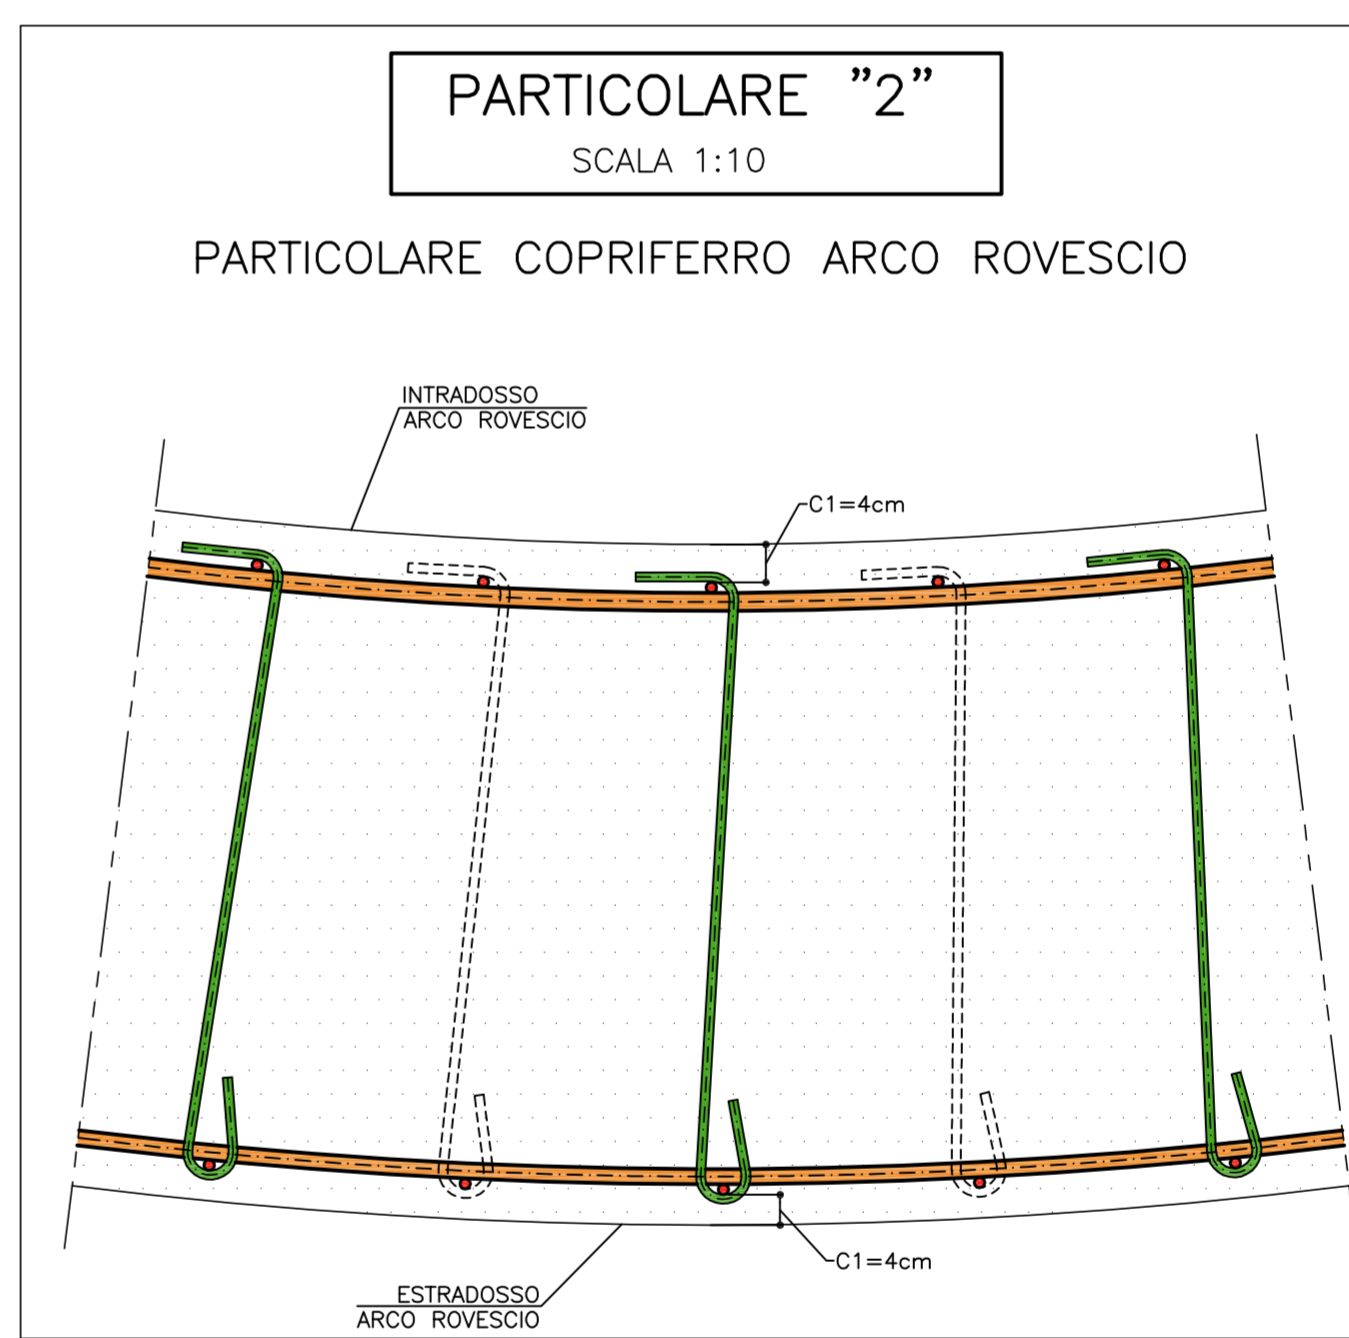 PARTICOLARE "2"
SCALA 1:10
PARTICOLARE COPRIFERRO ARCO ROVESCIO
INTRADOSSO
ARCO ROVESCIO
C1=4cm
C1=4cm
ESTRADOSSO
ARCO ROVESCIO